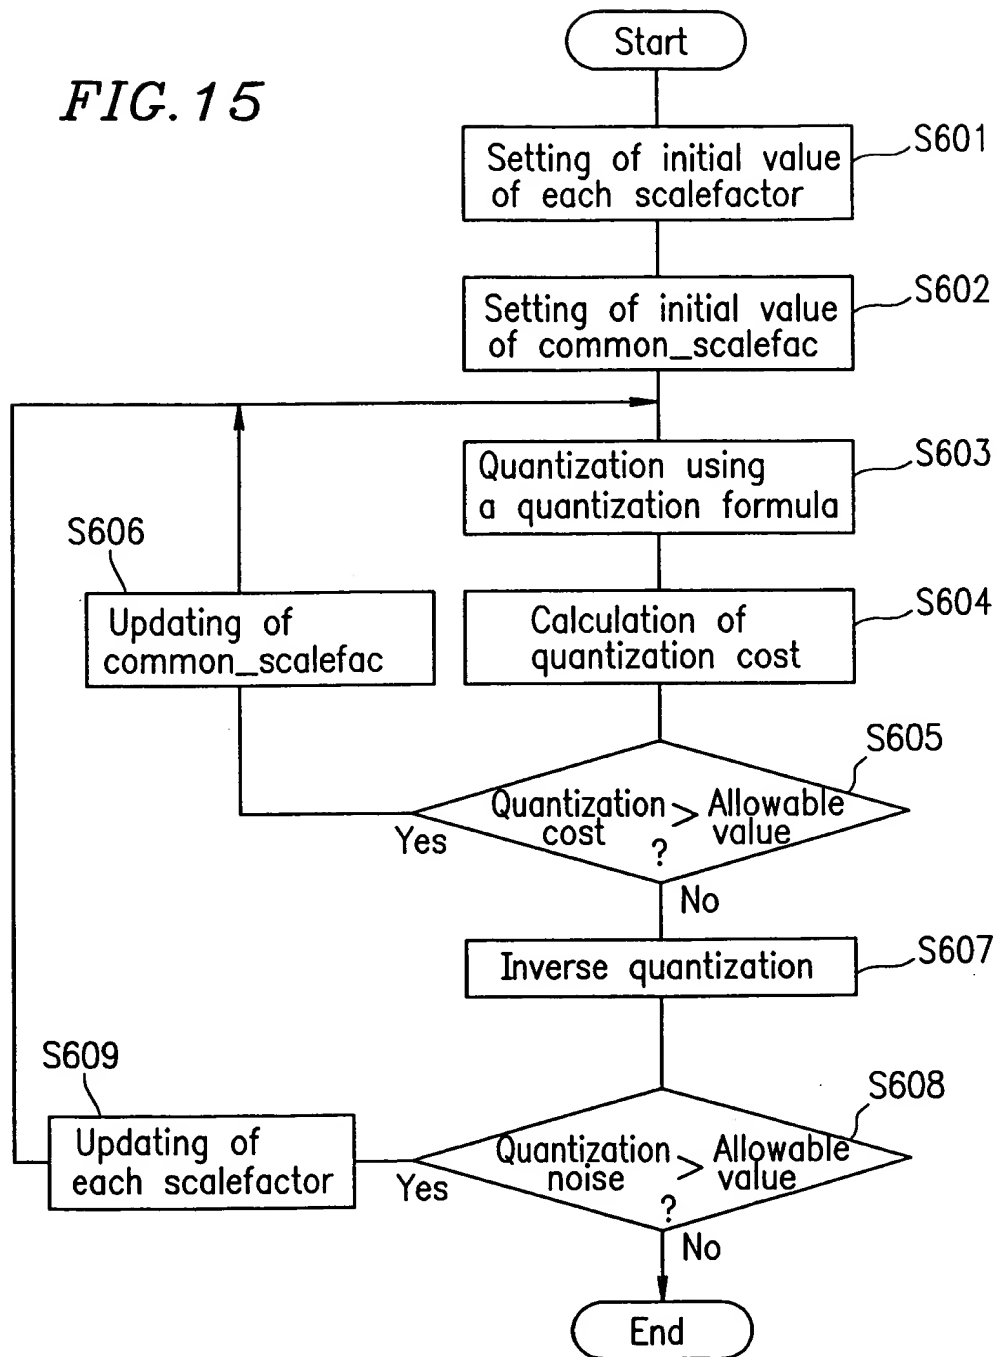 Start
FIG.15
S601
Setting of initial value
of each scalefactor
S602
Setting of initial value
of common_scalefac
S603
Quantization using
a quantization formula
S606
Updating of
common_scalefac
S604
Calculation of
quantization cost
S605
Quantization
cost
>
Allowable
value
?
Yes
No
S607
Inverse quantization
S609
Updating of
each scalefactor
S608
Quantization
noise
>
Allowable
value
?
Yes
No
End